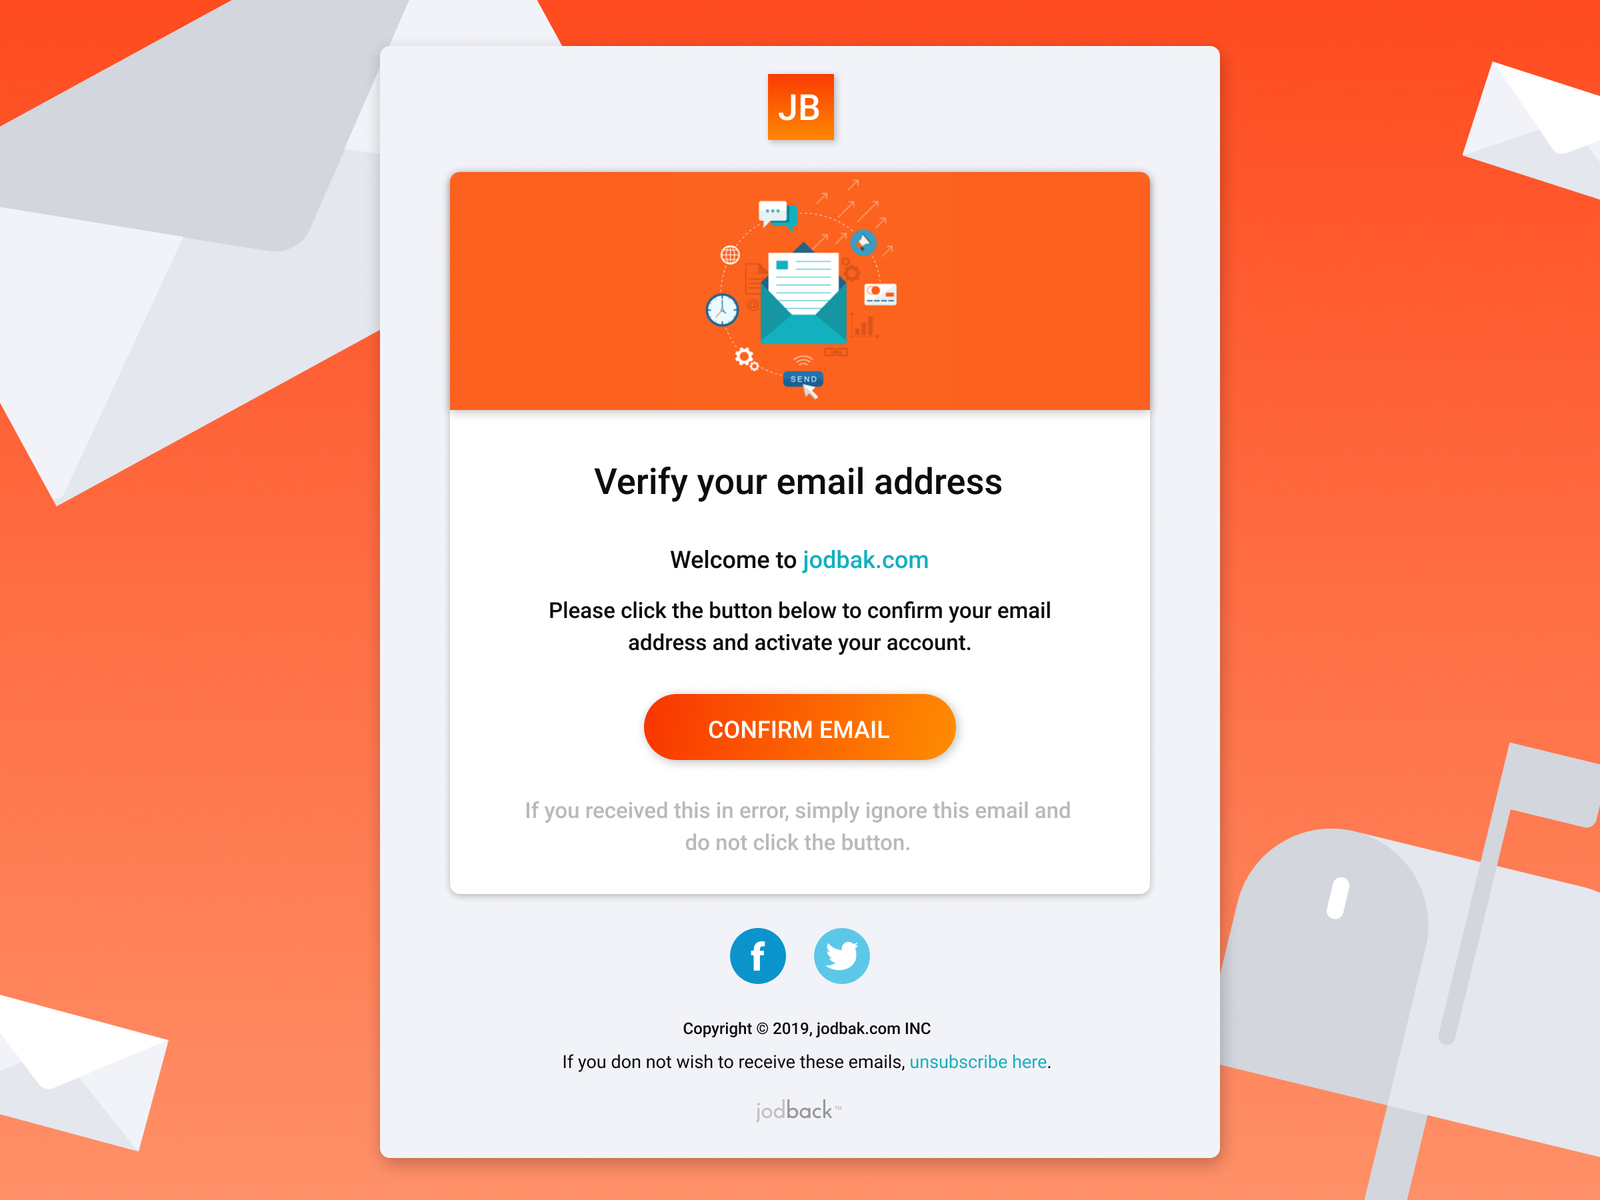 JB
SEND
Verify your email address
Welcome to jodbak.com
Please click the button below to confirm your email
address and activate your account.
CONFIRM EMAIL
If you received this in error, simply ignore this email and
do not click the button.
f
Copyright © 2019, jodbak.com INC
If you don not wish to receive these emails, unsubscribe here.
jodback™